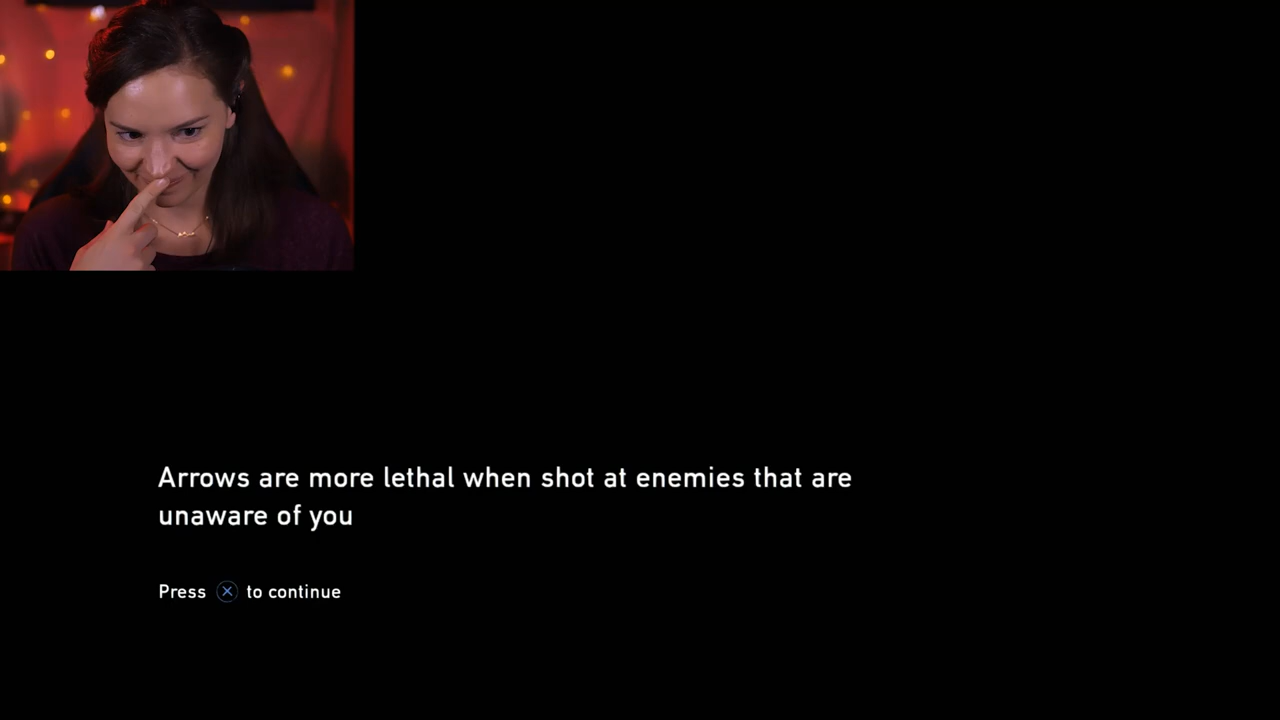 Arrows are more lethal when shot at enemies that are
unaware of you
Press ⓧ to continue